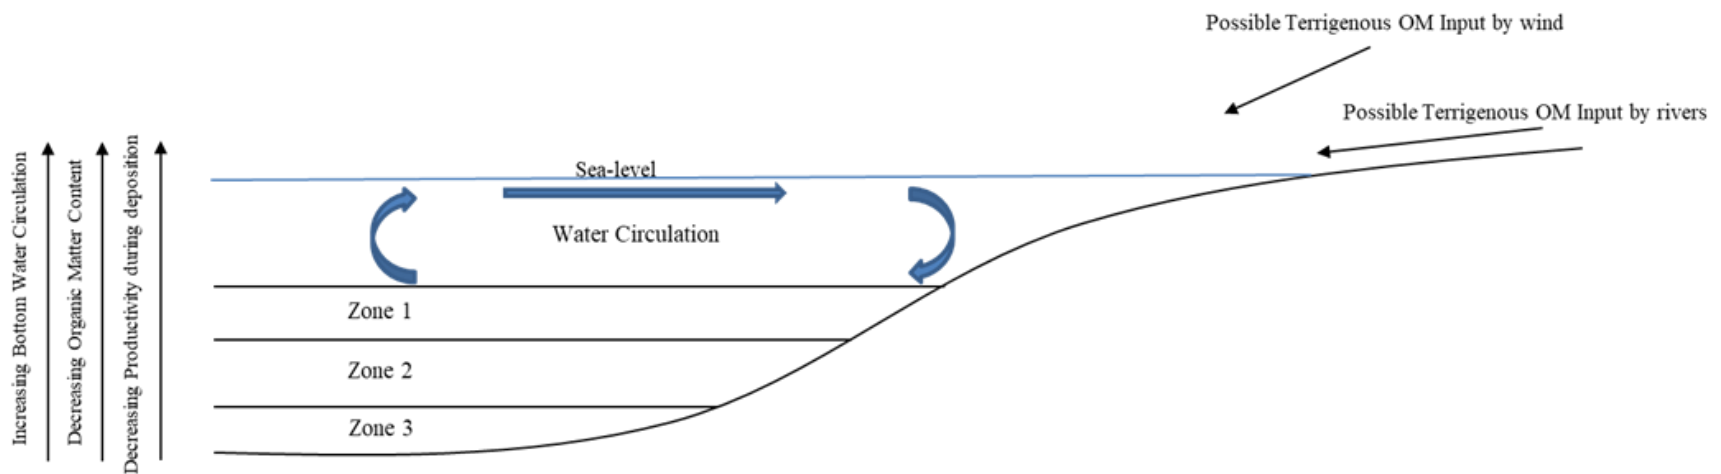 Possible Terrigenous OM Input by wind
Possible Terrigenous OM Input by rivers
Sea-level
Water Circulation
Zone 1
Zone 2
Zone 3
Increasing Bottom Water Circulation
Decreasing Organic Matter Content
Decreasing Productivity during deposition